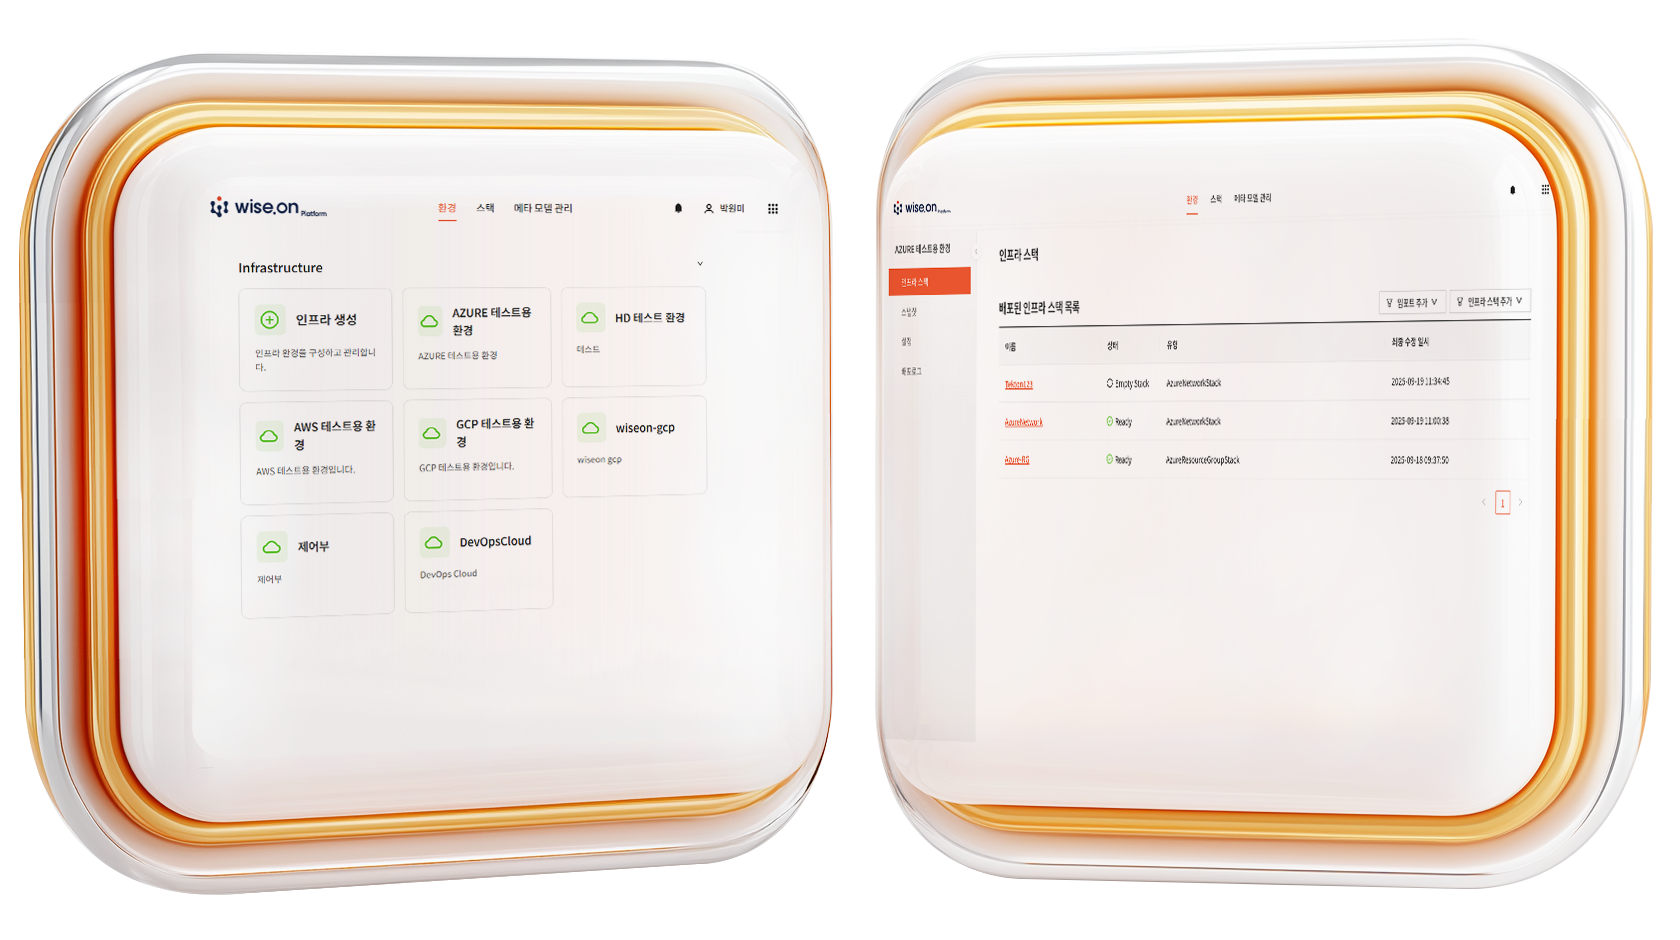 wise.on Platform
환경 스택 메타 모델 관리
박원미
Infrastructure
인프라 생성
인프라 환경을 구성하고 관리합니
다.
AZURE 테스트용
환경
AZURE 테스트용 환경
HD 테스트 환경
테스트
AWS 테스트용 환
경
AWS 테스트용 환경입니다.
GCP 테스트용 환
경
GCP 테스트용 환경입니다.
wiseon-gcp
wiseon gcp
제어부
제어부
DevOpsCloud
DevOps Cloud
wise.on Platform
환경 스택 메타 모델 관리
AZURE 테스트용 환경
인프라 스택
스냅샷
설정
배포로그
인프라 스택
배포된 인프라 스택 목록
임포트 추가
인프라 스택 추가
이름 상태 유형 최종 수정 일시
Tekton123 Empty Stack AzureNetworkStack 2025-09-19 11:34:45
AzureNetwork Ready AzureNetworkStack 2025-09-19 11:00:38
Azure-RG Ready AzureResourceGroupStack 2025-09-18 09:37:50
1